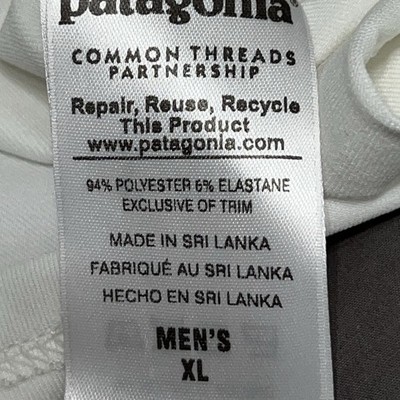 patagonia®
COMMON THREADS
PARTNERSHIP
Repair, Reuse, Recycle
This Product
www.patagonia.com
94% POLYESTER 6% ELASTANE
EXCLUSIVE OF TRIM
MADE IN SRI LANKA
FABRIQUÉ AU SRI LANKA
HECHO EN SRI LANKA
MEN'S
XL